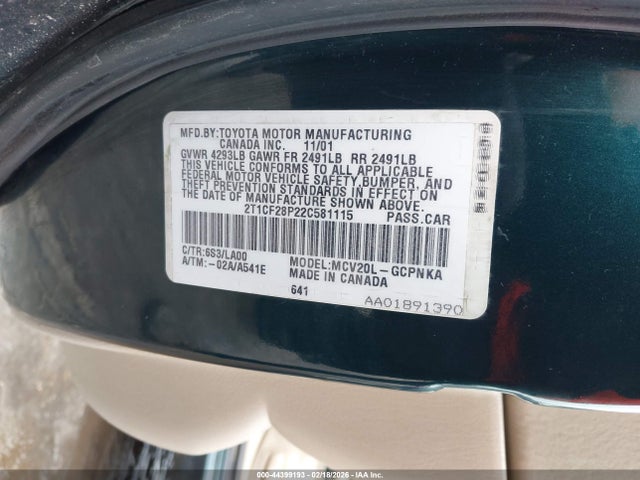 MFD.BY:TOYOTA MOTOR MANUFACTURING
CANADA INC. 11/01
GVWR 4293LB GAWR FR 2491LB RR 2491LB
THIS VEHICLE CONFORMS TO ALL APPLICABLE
FEDERAL MOTOR VEHICLE SAFETY,BUMPER, AND
THEFT PREVENTION STANDARDS IN EFFECT ON
THE DATE OF MANUFACTURE SHOWN ABOVE.
2T1CF28P22C581115 PASS.CAR
C/TR:6S3/LA00 MODEL:MCV20L-GCPNKA
A/TM:-02A/A541E MADE IN CANADA
641
AA01891390
000-44399193 02/18/2026 © IAA Holdings, LLC